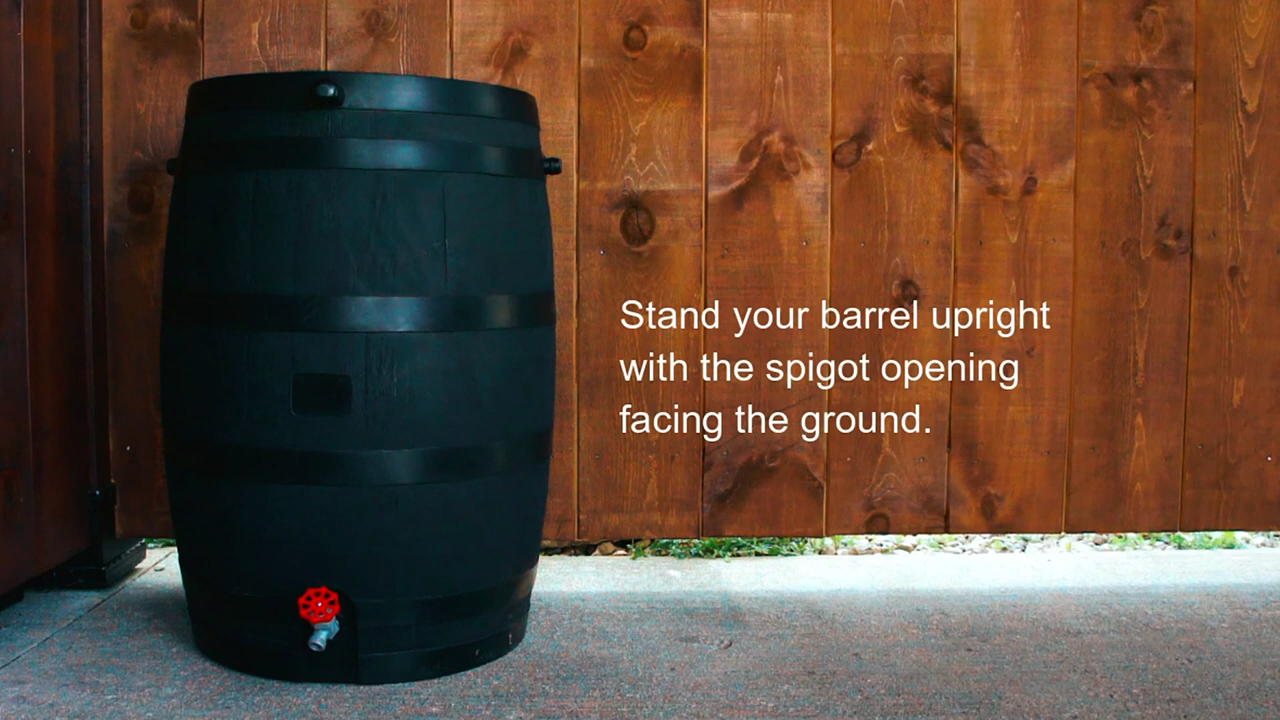 Stand your barrel upright
with the spigot opening
facing the ground.